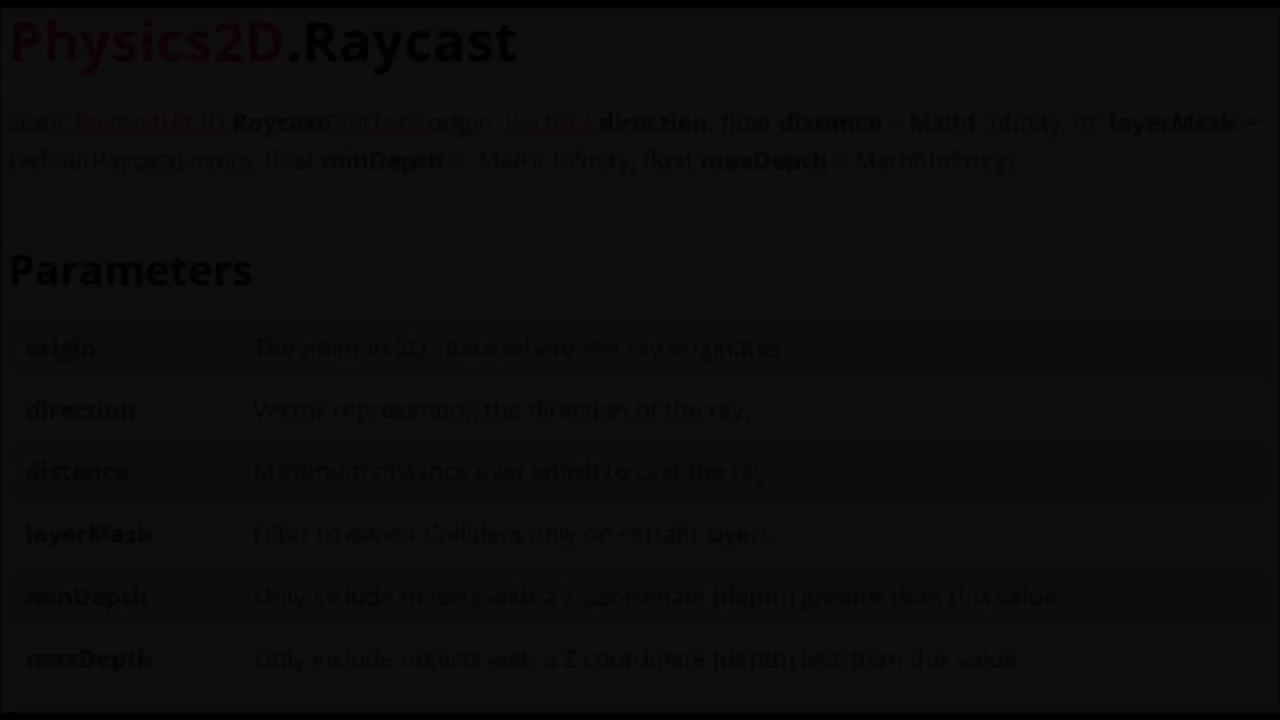 Physics2D.Raycast
static RaycastHit2D Raycast(Vector2 origin, Vector2 direction, float distance = Mathf.Infinity, int layerMask =
DefaultRaycastLayers, float minDepth = -Mathf.Infinity, float maxDepth = Mathf.Infinity);
Parameters
origin The point in 2D space where the ray originates.
direction Vector representing the direction of the ray.
distance Maximum distance over which to cast the ray.
layerMask Filter to detect Colliders only on certain layers.
minDepth Only include objects with a Z coordinate (depth) greater than this value.
maxDepth Only include objects with a Z coordinate (depth) less than this value.